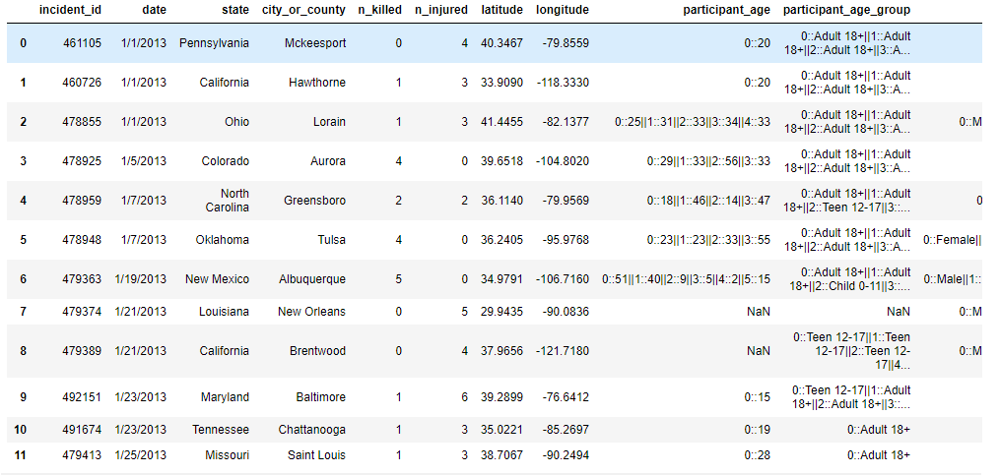 incident_id date state city_or_county n_killed n_injured latitude longitude participant_age participant_age_group
0 461105 1/1/2013 Pennsylvania Mckeesport 0 4 40.3467 -79.8559 0::20 0::Adult 18+||1::Adult
18+||2::Adult 18+||3::A...
1 460726 1/1/2013 California Hawthorne 1 3 33.9090 -118.3330 0::20 0::Adult 18+||1::Adult
18+||2::Adult 18+||3::A...
2 478855 1/1/2013 Ohio Lorain 1 3 41.4455 -82.1377 0::25||1::31||2::33||3::34||4::33 0::Adult 18+||1::Adult
18+||2::Adult 18+||3::A... 0::M
3 478925 1/5/2013 Colorado Aurora 4 0 39.6518 -104.8020 0::29||1::33||2::56||3::33 0::Adult 18+||1::Adult
18+||2::Adult 18+||3::A...
4 478959 1/7/2013 North
Carolina Greensboro 2 2 36.1140 -79.9569 0::18||1::46||2::14||3::47 0::Adult 18+||1::Adult
18+||2::Teen 12-17||3::... 0
5 478948 1/7/2013 Oklahoma Tulsa 4 0 36.2405 -95.9768 0::23||1::23||2::33||3::55 0::Adult 18+||1::Adult
18+||2::Adult 18+||3::A... 0::Female||
6 479363 1/19/2013 New Mexico Albuquerque 5 0 34.9791 -106.7160 0::51||1::40||2::9||3::5||4::2||5::15 0::Adult 18+||1::Adult
18+||2::Child 0-11||3::... 0::Male||1::
7 479374 1/21/2013 Louisiana New Orleans 0 5 29.9435 -90.0836 NaN NaN 0::M
8 479389 1/21/2013 California Brentwood 0 4 37.9656 -121.7180 NaN 0::Teen 12-17||1::Teen
12-17||2::Teen 12-
17||4... 0::M
9 492151 1/23/2013 Maryland Baltimore 1 6 39.2899 -76.6412 0::15 0::Teen 12-17||1::Adult
18+||2::Adult 18+||3::...
10 491674 1/23/2013 Tennessee Chattanooga 1 3 35.0221 -85.2697 0::19 0::Adult 18+
11 479413 1/25/2013 Missouri Saint Louis 1 3 38.7067 -90.2494 0::28 0::Adult 18+